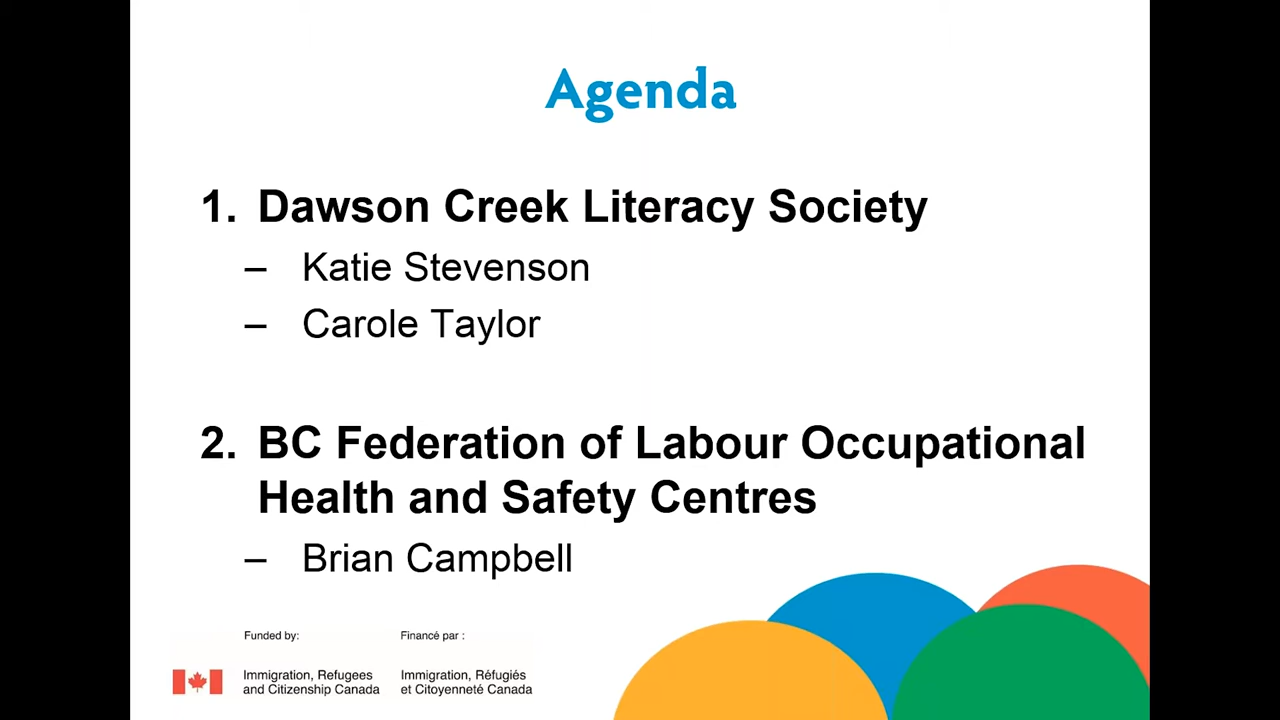 Agenda
1. Dawson Creek Literacy Society
– Katie Stevenson
– Carole Taylor
2. BC Federation of Labour Occupational
Health and Safety Centres
– Brian Campbell
Funded by:
Immigration, Refugees
and Citizenship Canada
Financé par :
Immigration, Réfugiés
et Citoyenneté Canada